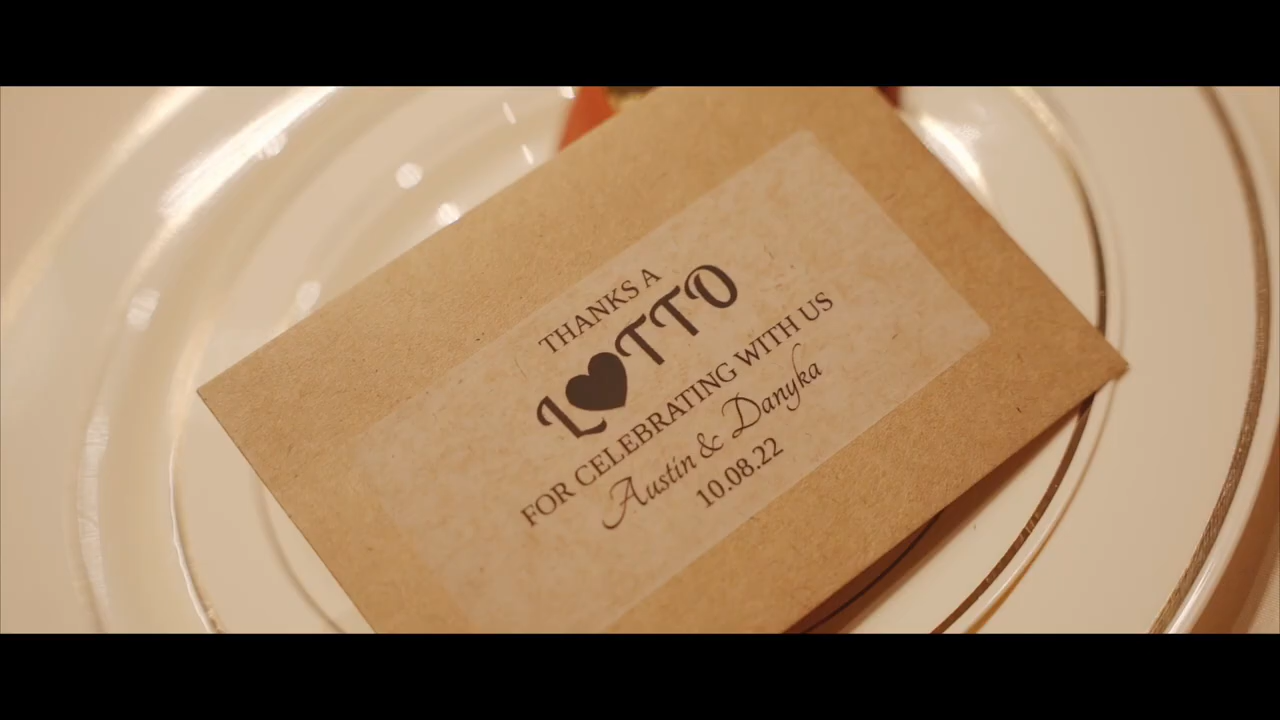 THANKS A
L♥TTO
FOR CELEBRATING WITH US
Austin & Danyka
10.08.22